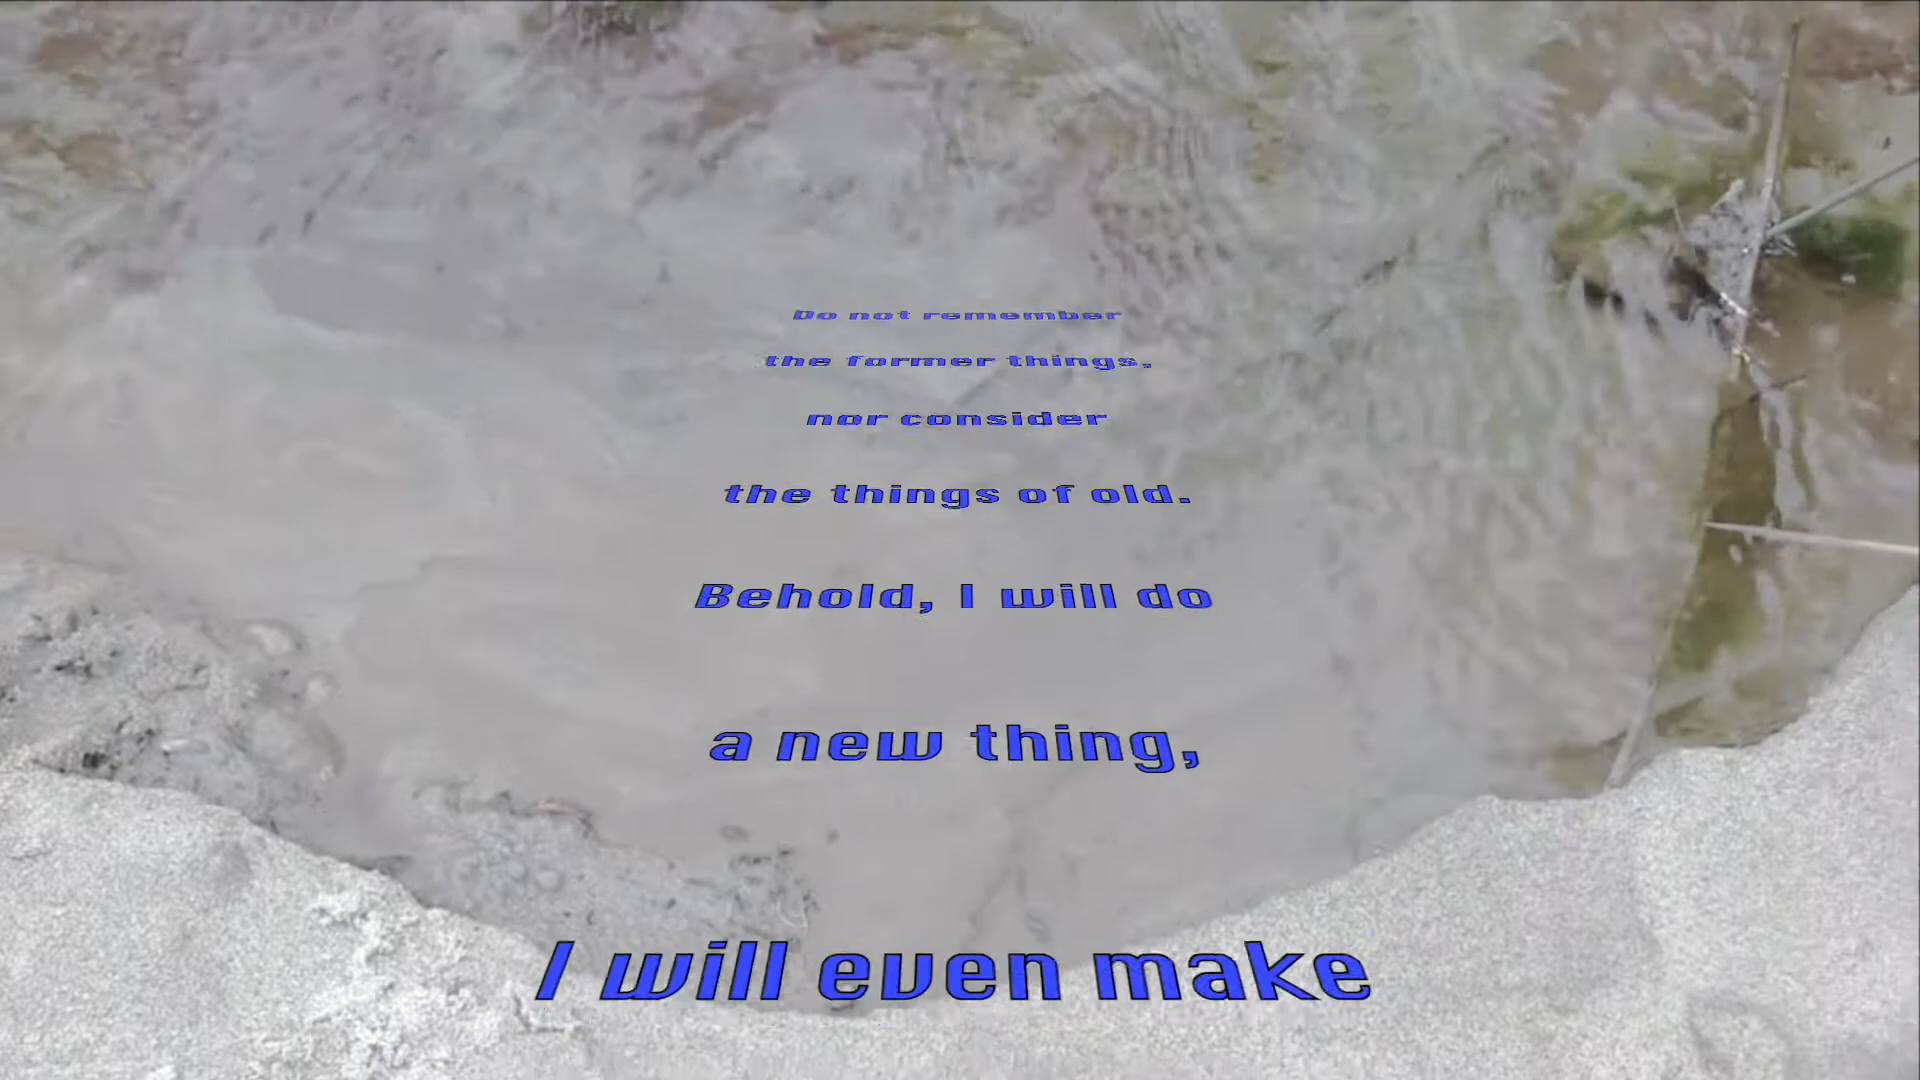 Do not remember
the former things,
nor consider
the things of old.
Behold, I will do
a new thing,
I will even make